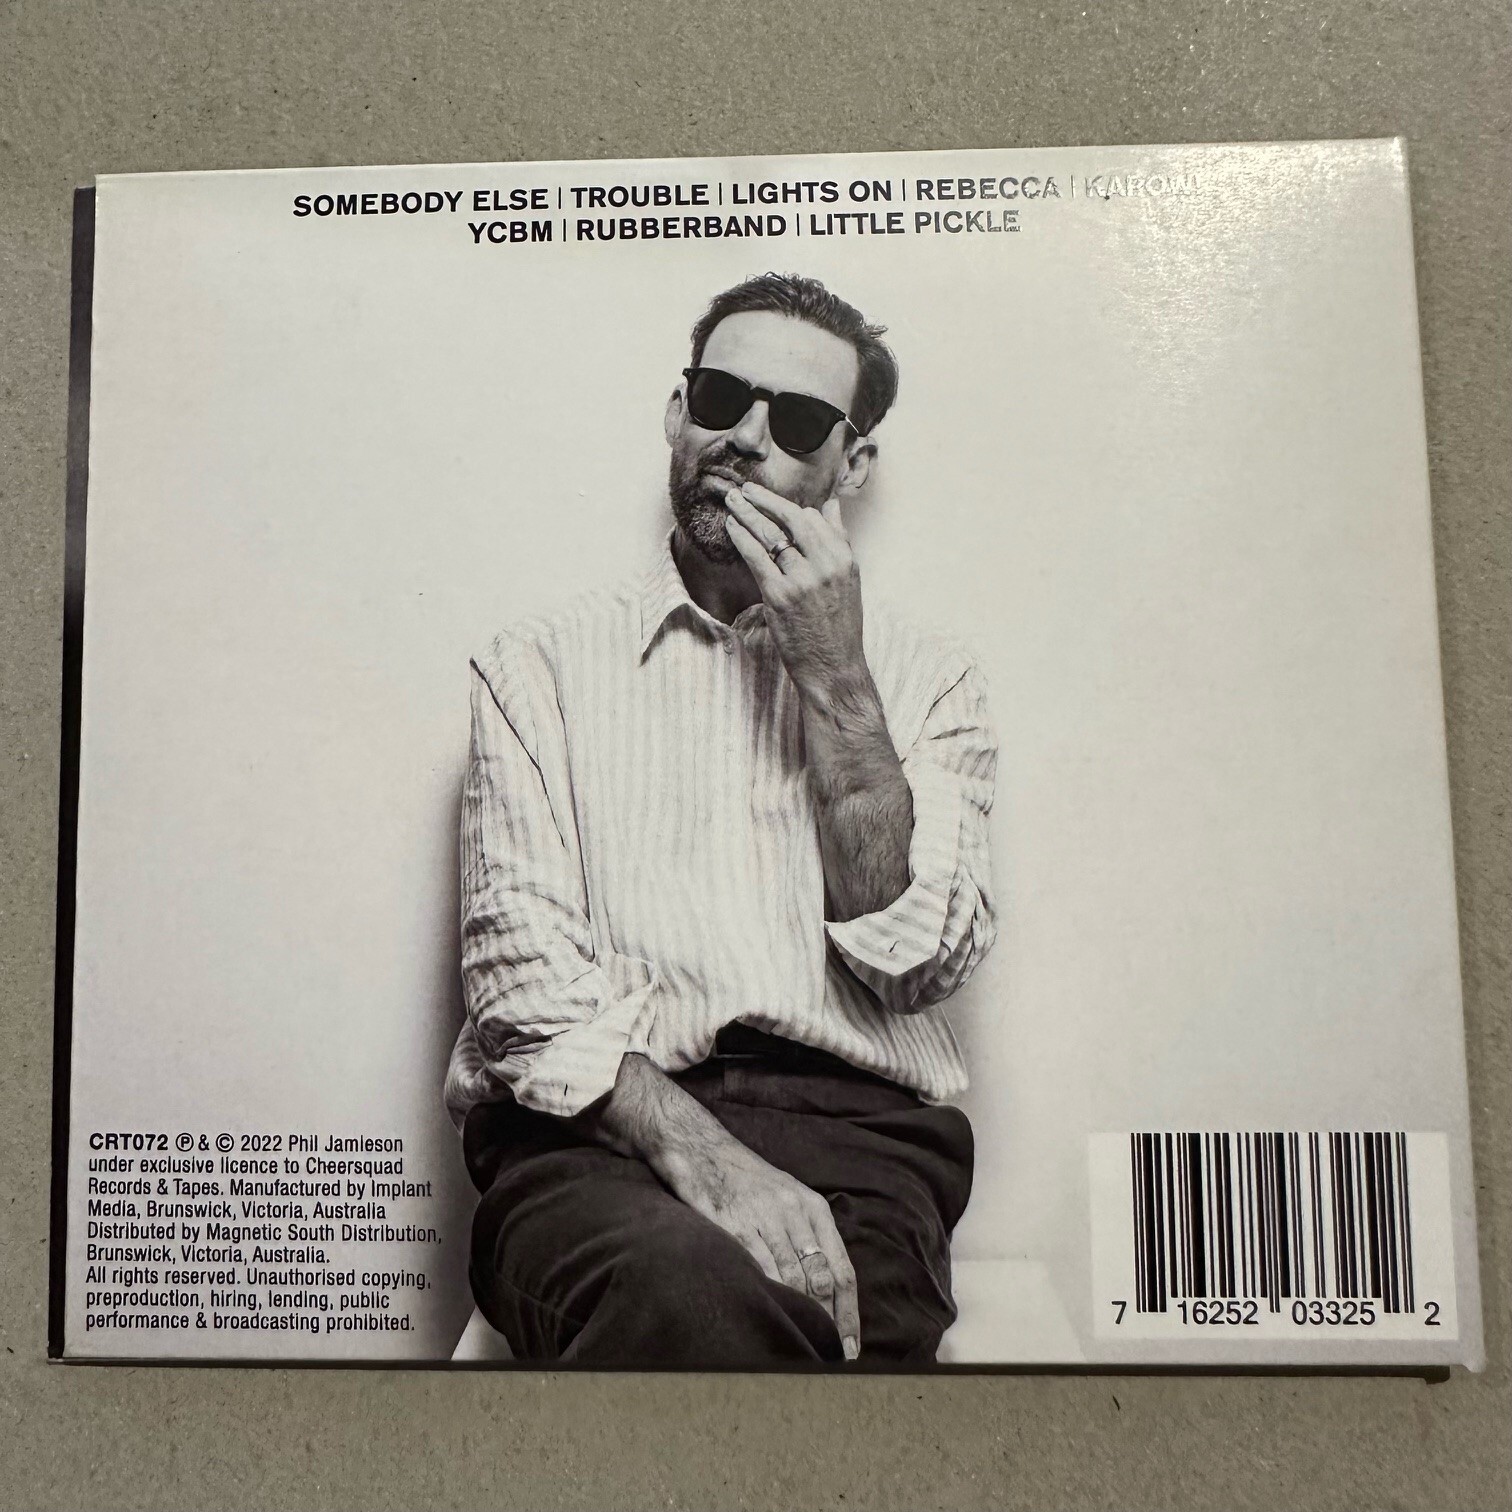 SOMEBODY ELSE | TROUBLE | LIGHTS ON | REBECCA | KAPOW!
YCBM | RUBBERBAND | LITTLE PICKLE
CRT072 ℗ & © 2022 Phil Jamieson
under exclusive licence to Cheersquad
Records & Tapes. Manufactured by Implant
Media, Brunswick, Victoria, Australia
Distributed by Magnetic South Distribution,
Brunswick, Victoria, Australia.
All rights reserved. Unauthorised copying,
preproduction, hiring, lending, public
performance & broadcasting prohibited.
7 16252 03325 2